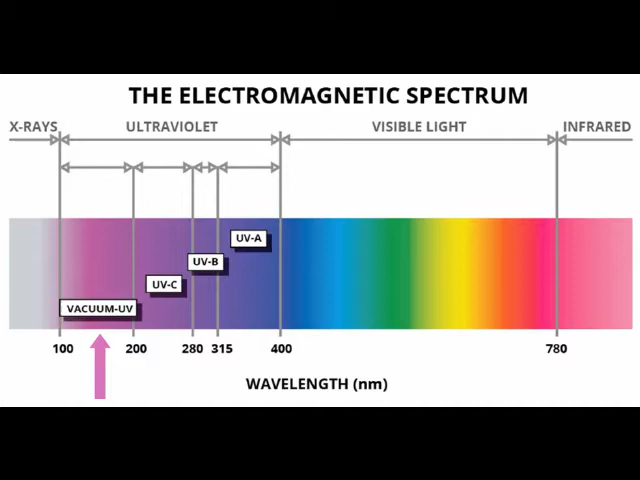 THE ELECTROMAGNETIC SPECTRUM
X-RAYS ULTRAVIOLET VISIBLE LIGHT INFRARED
UV-A
UV-B
UV-C
VACUUM-UV
100 200 280 315 400 780
WAVELENGTH (nm)